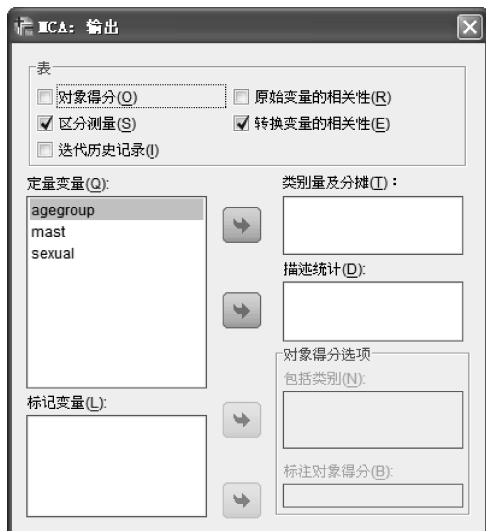 MCA: 输出
表
对象得分(O)
原始变量的相关性(R)
区分测量(S)
转换变量的相关性(E)
迭代历史记录(I)
定量变量(Q):
类别量及分摊(T):
agegroup
mast
sexual
描述统计(D):
对象得分选项
包括类别(N):
标记变量(L):
标注对象得分(B):